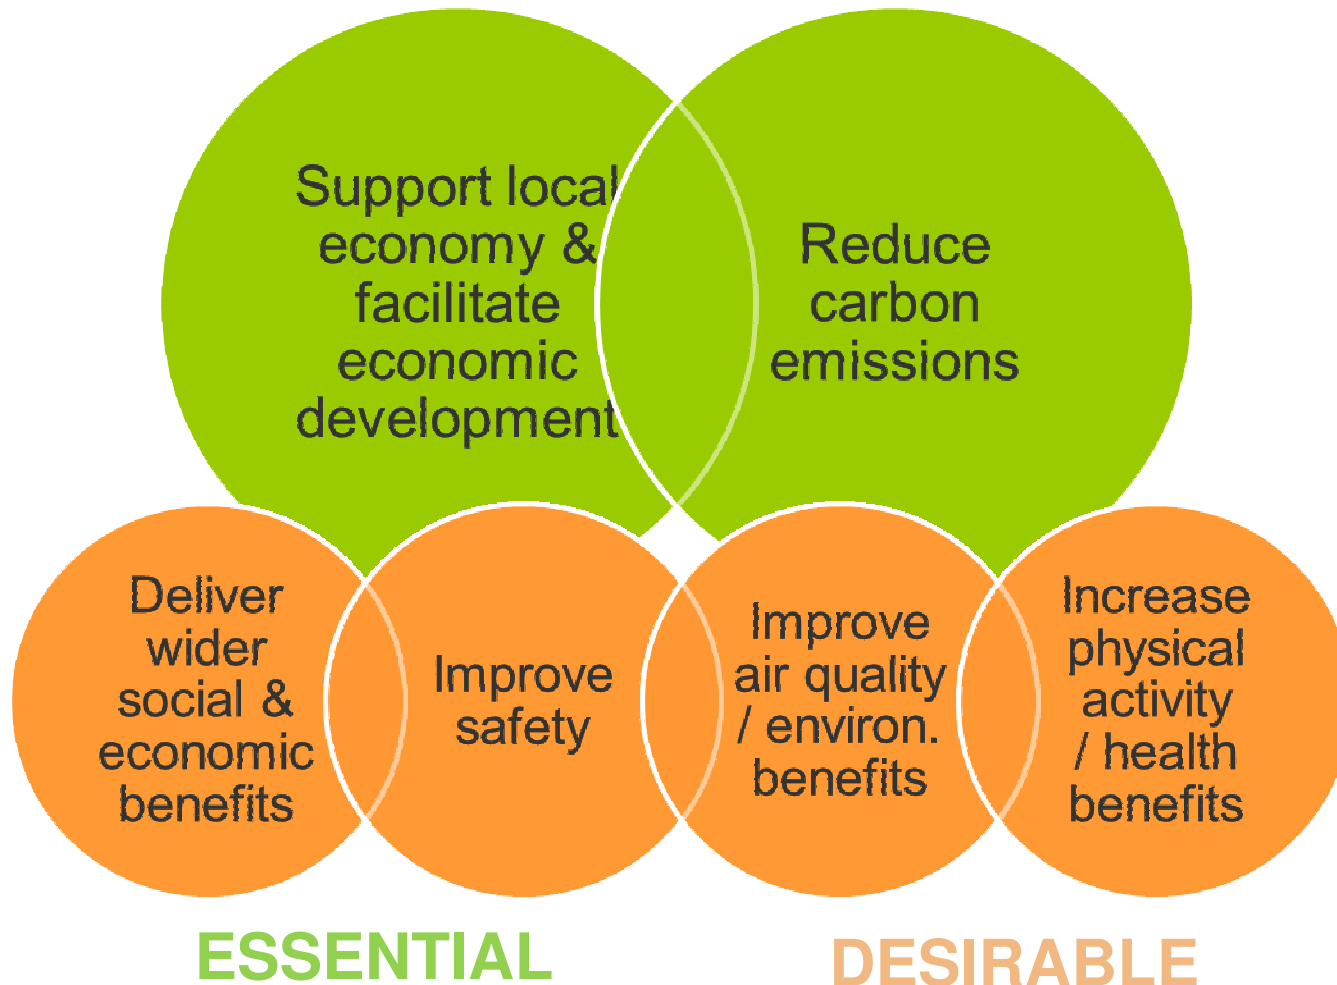 Support local
economy &
facilitate
economic
development
Reduce
carbon
emissions
Deliver
wider
social &
economic
benefits
Improve
safety
Improve
air quality
/ environ.
benefits
Increase
physical
activity
/ health
benefits
ESSENTIAL
DESIRABLE